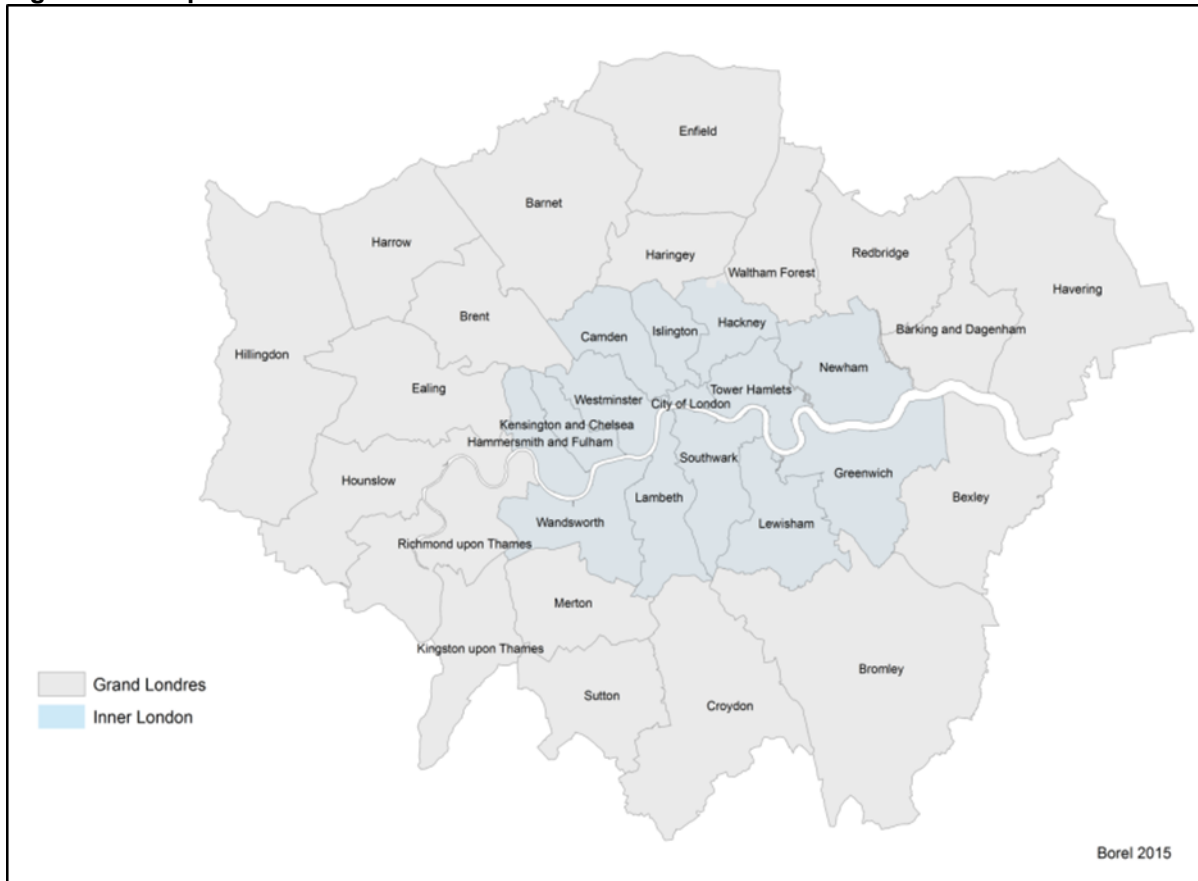 Enfield
Barnet
Harrow
Haringey
Redbridge
Waltham Forest
Havering
Brent
Camden
Islington
Hackney
Barking and Dagenham
Hillingdon
Newham
Ealing
Tower Hamlets
Westminster
City of London
Kensington and Chelsea
Hammersmith and Fulham
Southwark
Greenwich
Hounslow
Lambeth
Bexley
Wandsworth
Lewisham
Richmond upon Thames
Merton
Kingston upon Thames
Bromley
Sutton
Croydon
Grand Londres
Inner London
Borel 2015